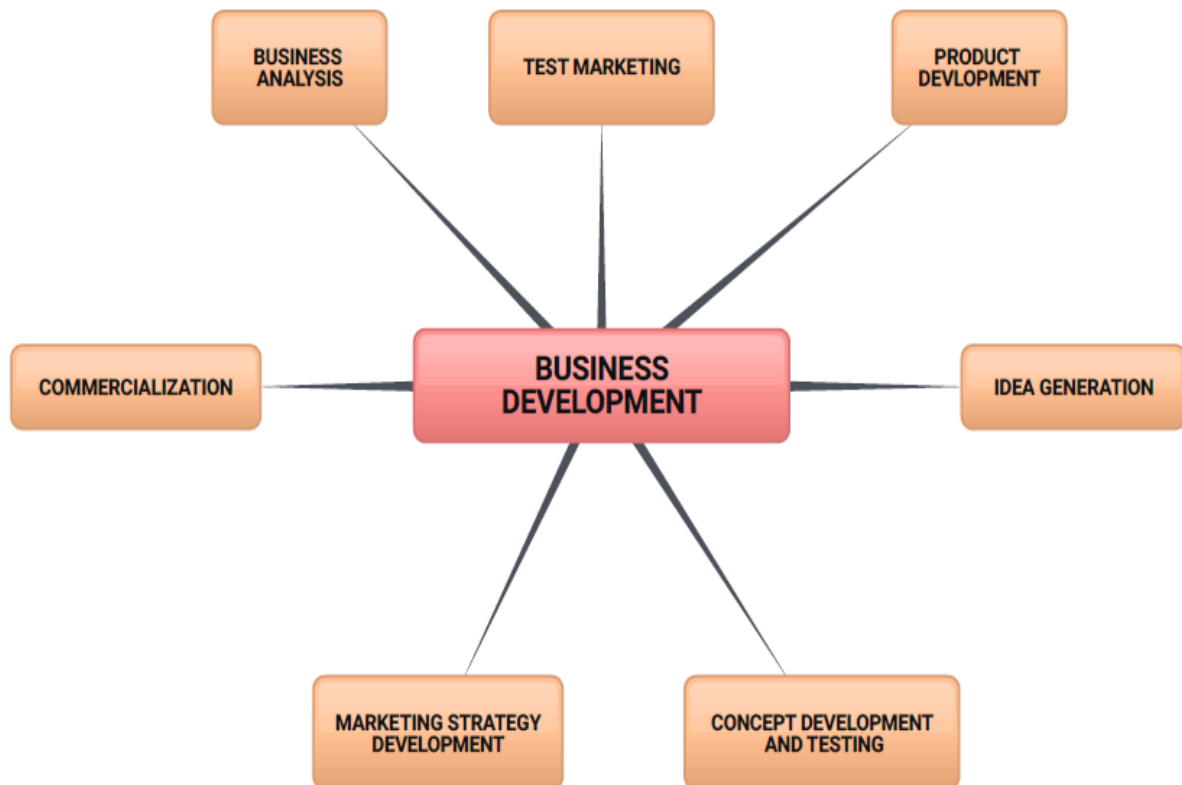 BUSINESS
ANALYSIS
TEST MARKETING
PRODUCT
DEVLOPMENT
COMMERCIALIZATION
BUSINESS
DEVELOPMENT
IDEA GENERATION
MARKETING STRATEGY
DEVELOPMENT
CONCEPT DEVELOPMENT
AND TESTING